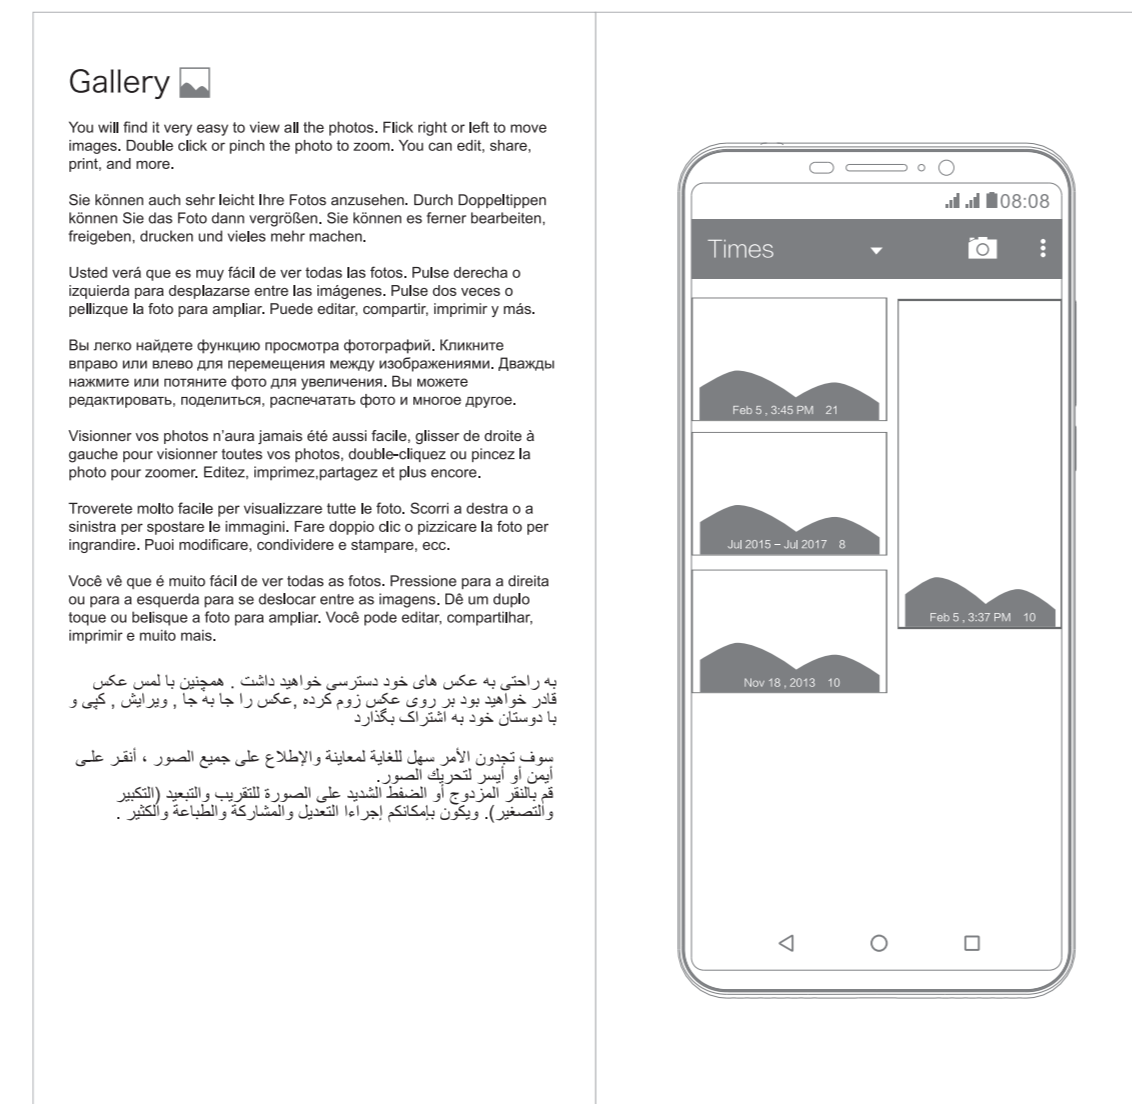 Gallery
You will find it very easy to view all the photos. Flick right or left to move
images. Double click or pinch the photo to zoom. You can edit, share,
print, and more.
Sie können auch sehr leicht Ihre Fotos anzusehen. Durch Doppeltippen
können Sie das Foto dann vergrößen. Sie können es ferner bearbeiten,
freigeben, drucken und vieles mehr machen.
Usted verá que es muy fácil de ver todas las fotos. Pulse derecha o
izquierda para desplazarse entre las imágenes. Pulse dos veces o
pellizque la foto para ampliar. Puede editar, compartir, imprimir y más.
Вы легко найдете функцию просмотра фотографий. Кликните
вправо или влево для перемещения между изображениями. Дважды
нажмите или потяните фото для увеличения. Вы можете
редактировать, поделиться, распечатать фото и многое другое.
Visionner vos photos n’aura jamais été aussi facile, glisser de droite à
gauche pour visionner toutes vos photos, double-cliquez ou pincez la
photo pour zoomer. Editez, imprimez,partagez et plus encore.
Troverete molto facile per visualizzare tutte le foto. Scorri a destra o a
sinistra per spostare le immagini. Fare doppio clic o pizzicare la foto per
ingrandire. Puoi modificare, condividere e stampare, ecc.
Você vê que é muito fácil de ver todas as fotos. Pressione para a direita
ou para a esquerda para se deslocar entre as imagens. Dê um duplo
toque ou belisque a foto para ampliar. Você pode editar, compartilhar,
imprimir e muito mais.
به راحتی به عکس های خود دسترسی خواهید داشت . همچنین با لمس عکس
قادر خواهید بود بر روی عکس زوم کرده ,عکس را جا به جا , ویرایش , کپی و
با دوستان خود به اشتراک بگذارد
سوف تجدون الأمر سهل للغاية لمعاينة والإطلاع على جميع الصور ، أنقر على
أيمن أو أيسر لتحريك الصور.
قم بالنقر المزدوج أو الضغط الشديد على الصورة للتقريب والتبعيد (التكبير
والتصغير). ويكون بإمكانكم إجراءا التعديل والمشاركة والطباعة والكثير .
08:08
Times
Feb 5 , 3:45 PM 21
Jul 2015 – Jul 2017 8
Feb 5 , 3:37 PM 10
Nov 18 , 2013 10